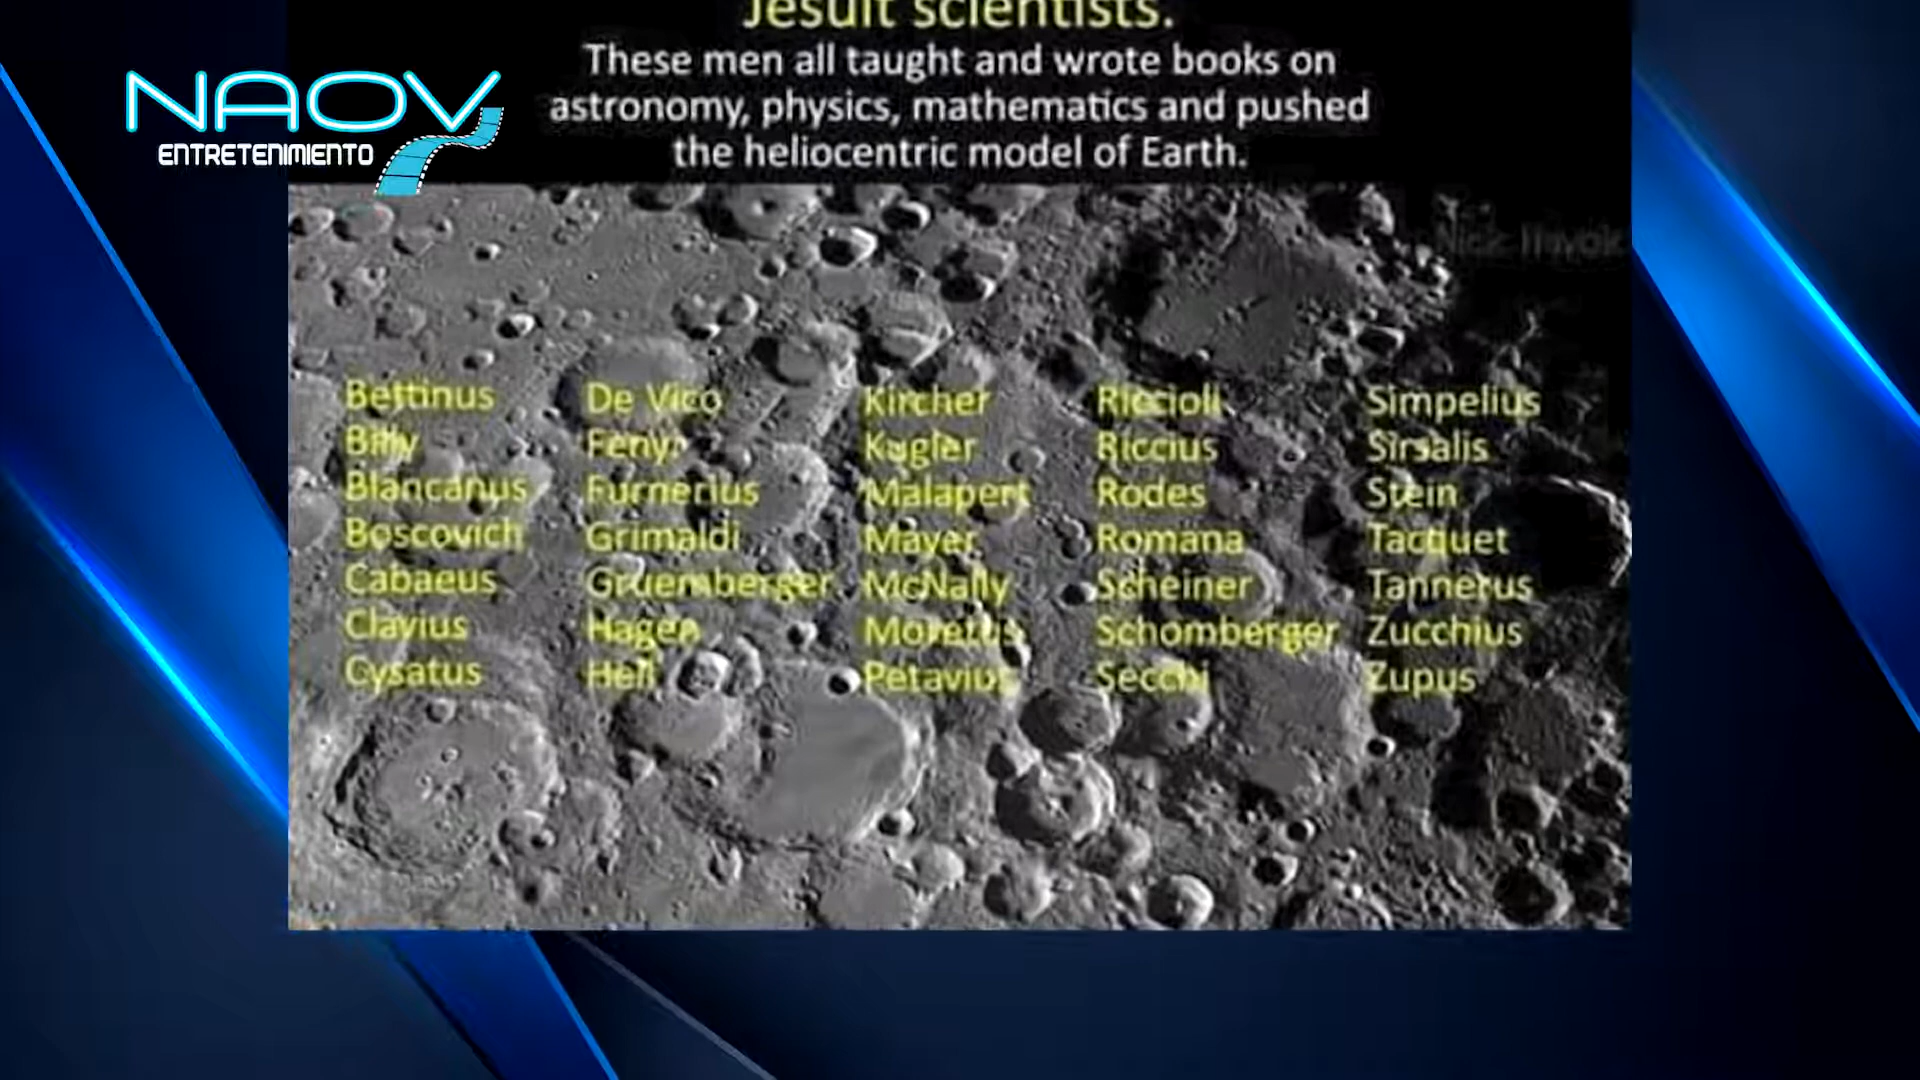 Jesuit scientists.
These men all taught and wrote books on
astronomy, physics, mathematics and pushed
the heliocentric model of Earth.
NAOV
ENTRETENIMIENTO
Bettinus
Billy
Blancanus
Boscovich
Cabaeus
Clavius
Cysatus
De Vico
Fenyi
Furnerius
Grimaldi
Gruemberger
Hagen
Hell
Kircher
Kugler
Malapert
Mayer
McNally
Moretus
Petavius
Riccioli
Riccius
Rodes
Romana
Scheiner
Schomberger
Secchi
Simpelius
Sirsalis
Stein
Tacquet
Tannerus
Zucchius
Zupus